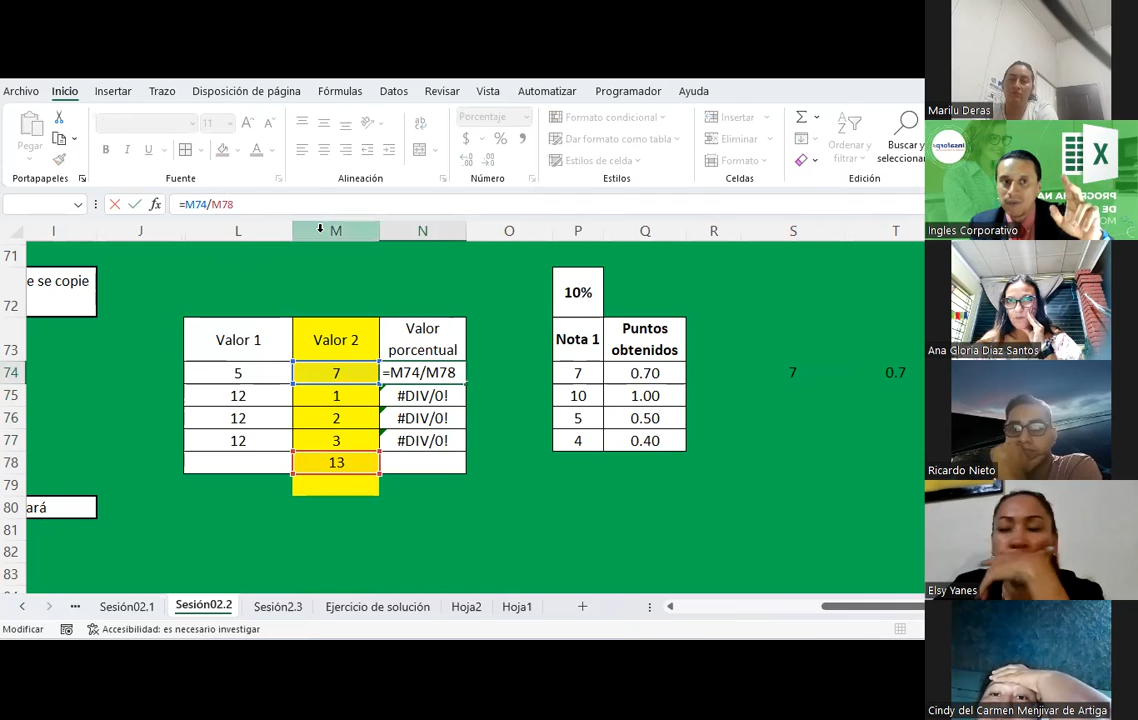 Archivo Inicio Insertar Trazo Disposición de página Fórmulas Datos Revisar Vista Automatizar Programador Ayuda
Pegar
11
N K S
Porcentaje
Formato condicional
Dar formato como tabla
Estilos de celda
Insertar
Eliminar
Formato
Ordenar y
filtrar
Buscar y
seleccionar
Portapapeles Fuente Alineación Número Estilos Celdas Edición
fx =M74/M78
I J L M N O P Q R S T
71
e se copie
72 10%
73 Valor 1 Valor 2 Valor porcentual Nota 1 Puntos obtenidos
74 5 7 =M74/M78 7 0.70 7 0.7
75 12 1 #DIV/0! 10 1.00
76 12 2 #DIV/0! 5 0.50
77 12 3 #DIV/0! 4 0.40
78 13
79
80 ará
81
82
83
Sesión02.1 Sesión02.2 Sesión2.3 Ejercicio de solución Hoja2 Hoja1
Modificar Accesibilidad: es necesario investigar
Marilu Deras
Ingles Corporativo
Ana Gloria Diaz Santos
Ricardo Nieto
Elsy Yanes
Cindy del Carmen Menjivar de Artiga